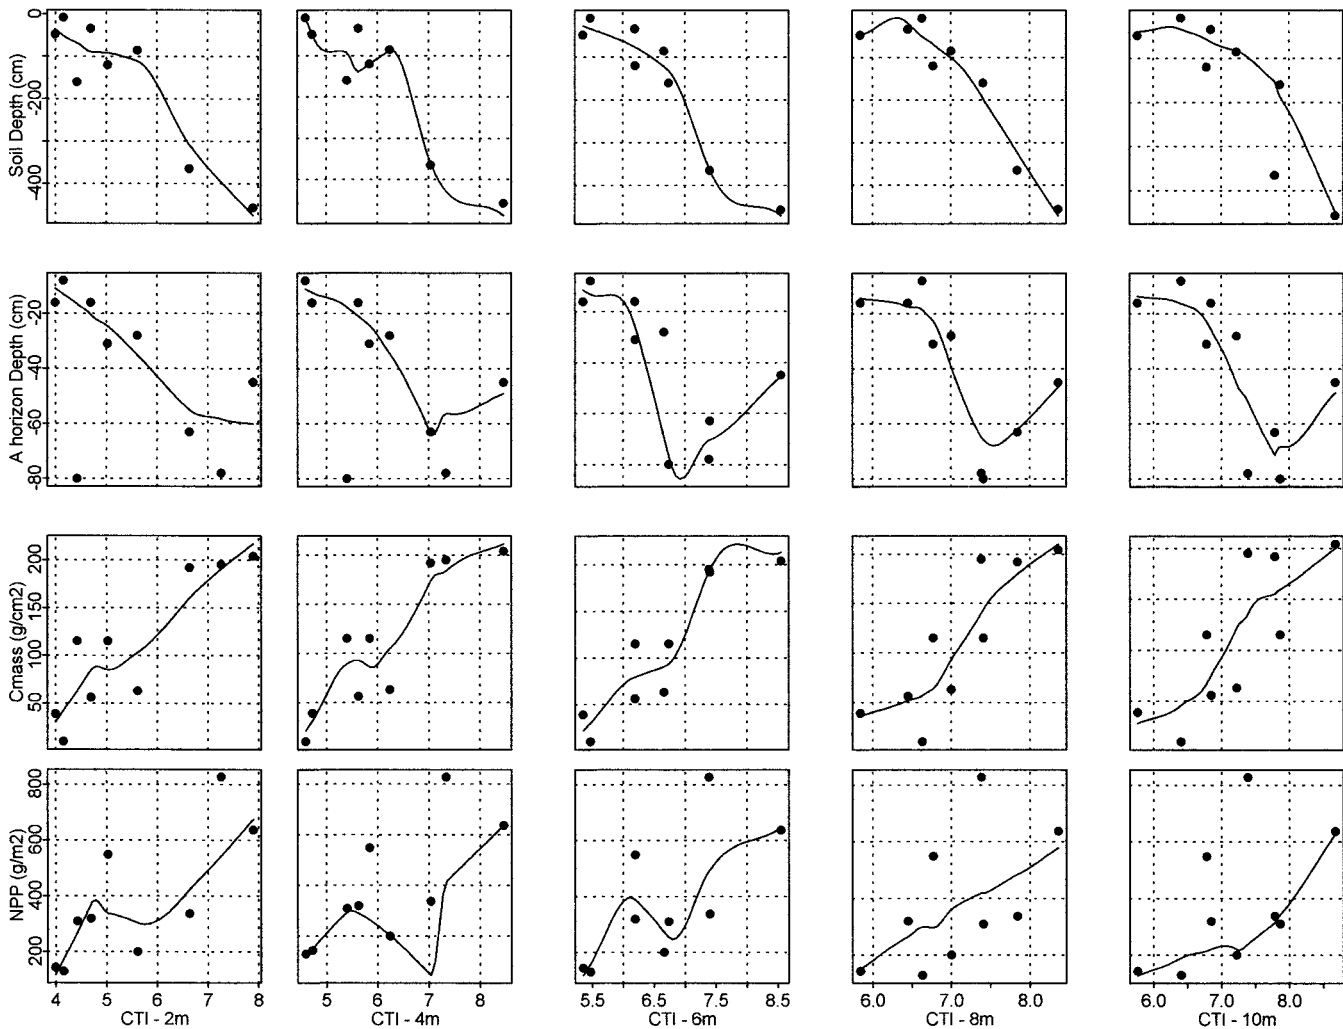 Soil Depth (cm)
0
-200
-400
A horizon Depth (cm)
-20
-40
-60
-80
Cmass (g/cm2)
200
150
100
50
NPP (g/m2)
800
600
400
200
4 5 6 7 8
CTI - 2m
5 6 7 8
CTI - 4m
5.5 6.5 7.5 8.5
CTI - 6m
6.0 7.0 8.0
CTI - 8m
6.0 7.0 8.0
CTI - 10m